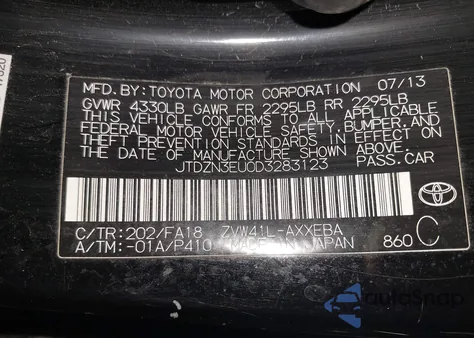 MFD. BY: TOYOTA MOTOR CORPORATION 07/13
GVWR 4330LB GAWR FR 2295LB RR 2295LB
THIS VEHICLE CONFORMS TO ALL APPLICABLE
FEDERAL MOTOR VEHICLE SAFETY, BUMPER, AND
THEFT PREVENTION STANDARDS IN EFFECT ON
THE DATE OF MANUFACTURE SHOWN ABOVE.
JTDZN3EU0D3283123 PASS. CAR
TOYOTA
C/TR: 202/FA18 ZVW41L-AXXEBA
A/TM: -01A/P410 MADE IN JAPAN 860 C
autoSnap